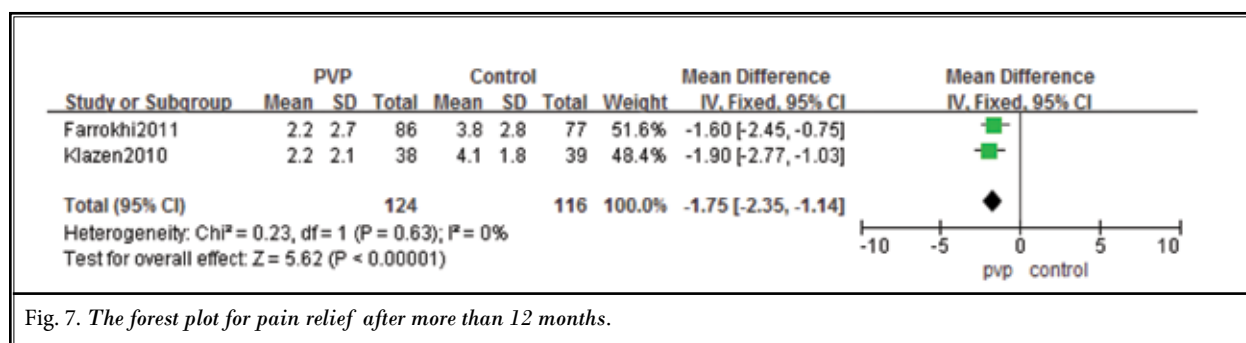 PVP Control Mean Difference Mean Difference
Study or Subgroup Mean SD Total Mean SD Total Weight IV, Fixed, 95% CI IV, Fixed, 95% CI
Farrokhi2011 2.2 2.7 86 3.8 2.8 77 51.6% -1.60 [-2.45, -0.75]
Klazen2010 2.2 2.1 38 4.1 1.8 39 48.4% -1.90 [-2.77, -1.03]
Total (95% CI) 124 116 100.0% -1.75 [-2.35, -1.14]
Heterogeneity: Chi² = 0.23, df = 1 (P = 0.63); I² = 0%
Test for overall effect: Z = 5.62 (P < 0.00001)
-10 -5 0 5 10
pvp control
Fig. 7. The forest plot for pain relief after more than 12 months.